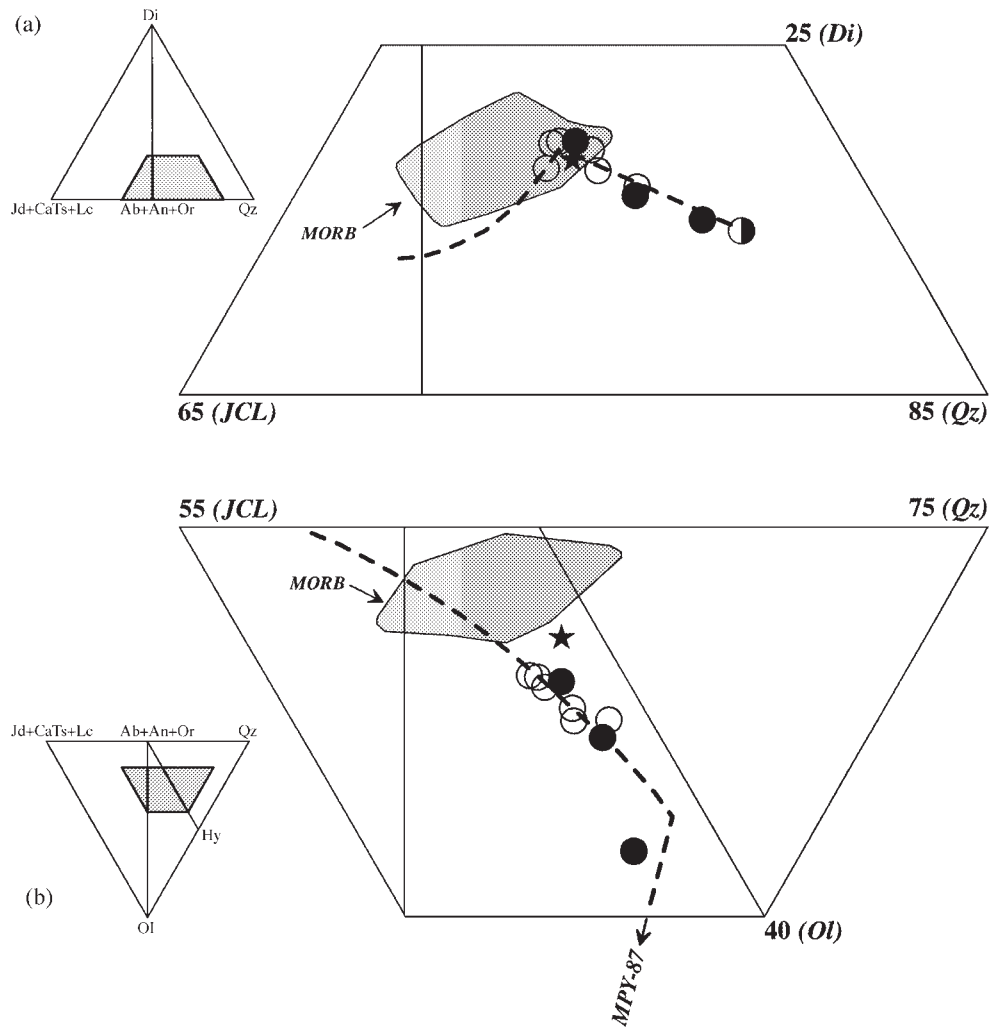 (a)
Di
Jd+CaTs+Lc Ab+An+Or Qz
25 (Di)
MORB
65 (JCL) 85 (Qz)
55 (JCL) 75 (Qz)
MORB
Jd+CaTs+Lc Ab+An+Or Qz
Hy
(b)
Ol
40 (Ol)
MPY-87